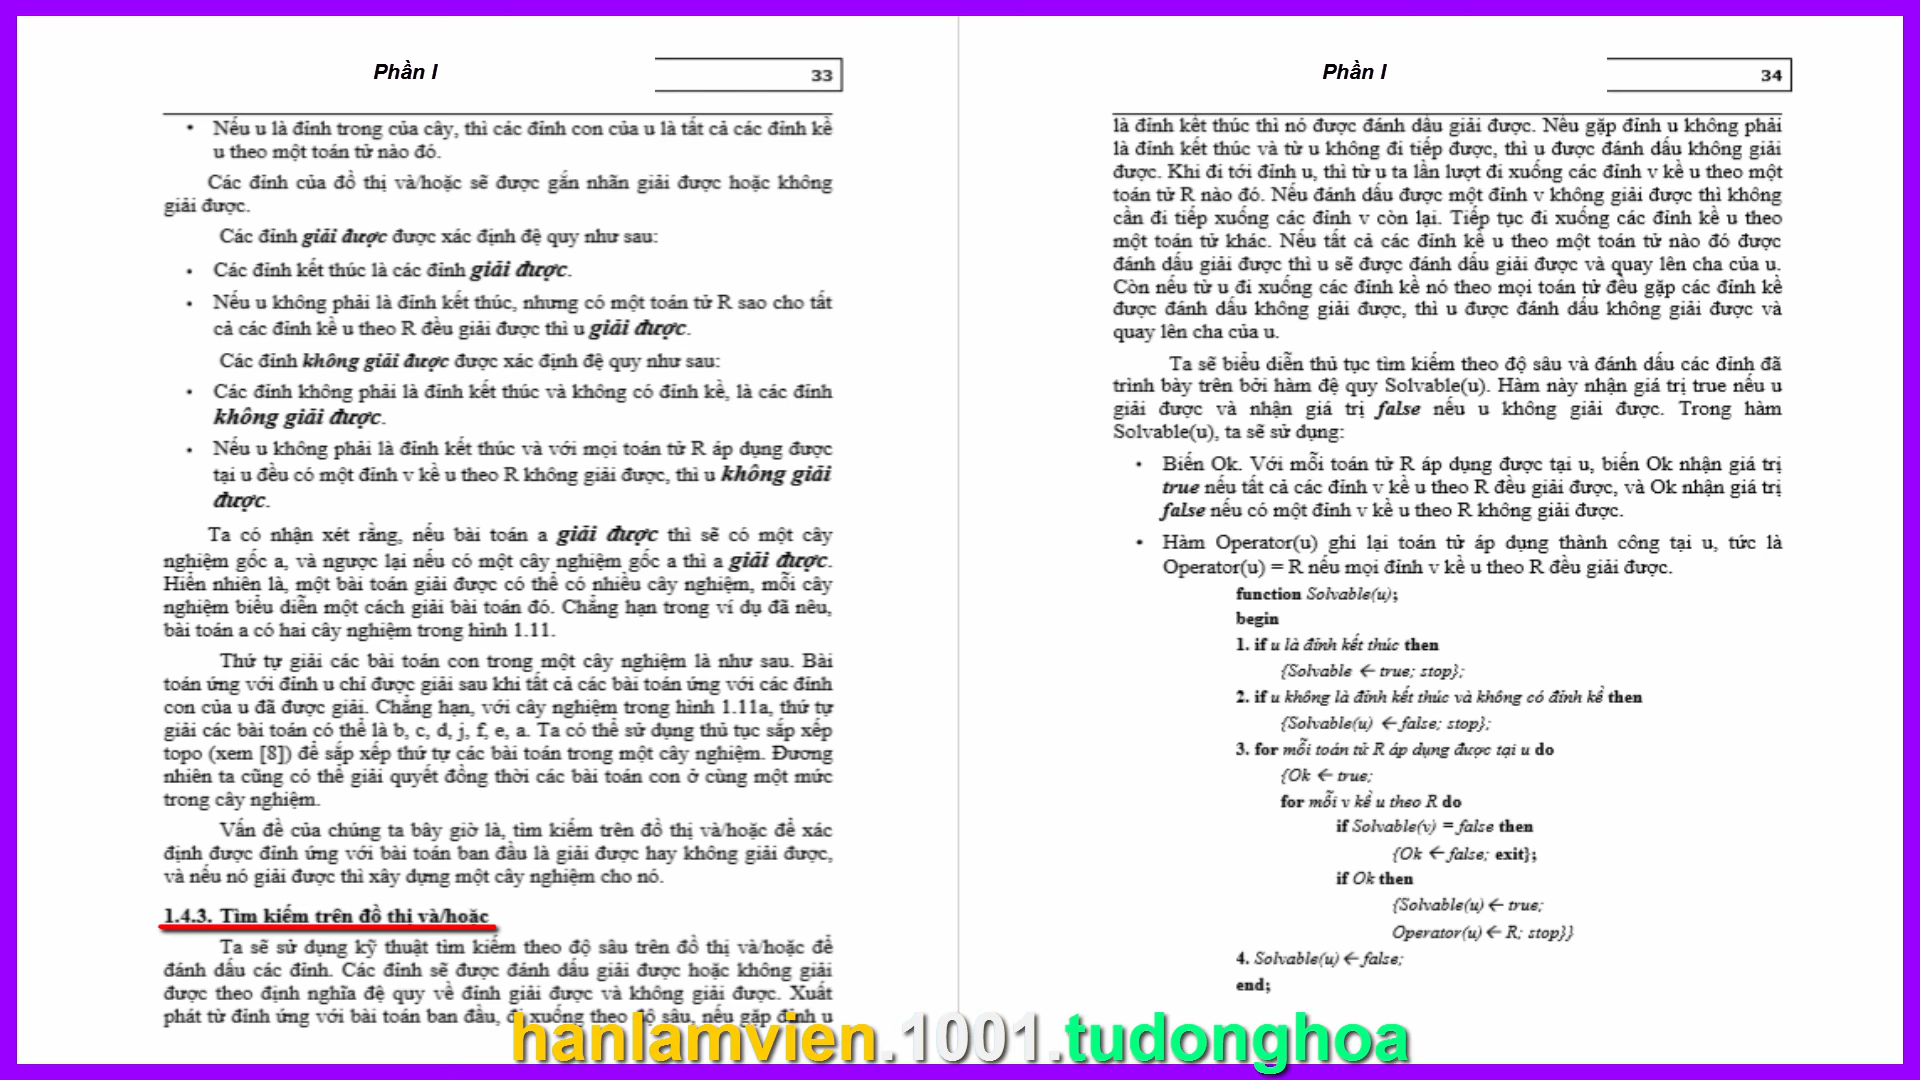 Phần I
33
• Nếu u là đỉnh trong của cây, thì các đỉnh con của u là tất cả các đỉnh kề
u theo một toán tử nào đó.
Các đỉnh của đồ thị và/hoặc sẽ được gắn nhãn giải được hoặc không
giải được.
Các đỉnh giải được được xác định đệ quy như sau:
• Các đỉnh kết thúc là các đỉnh giải được.
• Nếu u không phải là đỉnh kết thúc, nhưng có một toán tử R sao cho tất
cả các đỉnh kề u theo R đều giải được thì u giải được.
Các đỉnh không giải được được xác định đệ quy như sau:
• Các đỉnh không phải là đỉnh kết thúc và không có đỉnh kề, là các đỉnh
không giải được.
• Nếu u không phải là đỉnh kết thúc và với mọi toán tử R áp dụng được
tại u đều có một đỉnh v kề u theo R không giải được, thì u không giải
được.
Ta có nhận xét rằng, nếu bài toán a giải được thì sẽ có một cây
nghiệm gốc a, và ngược lại nếu có một cây nghiệm gốc a thì a giải được.
Hiển nhiên là, một bài toán giải được có thể có nhiều cây nghiệm, mỗi cây
nghiệm biểu diễn một cách giải bài toán đó. Chẳng hạn trong ví dụ đã nêu,
bài toán a có hai cây nghiệm trong hình 1.11.
Thứ tự giải các bài toán con trong một cây nghiệm là như sau. Bài
toán ứng với đỉnh u chỉ được giải sau khi tất cả các bài toán ứng với các đỉnh
con của u đã được giải. Chẳng hạn, với cây nghiệm trong hình 1.11a, thứ tự
giải các bài toán có thể là b, c, d, j, f, e, a. Ta có thể sử dụng thủ tục sắp xếp
topo (xem [8]) để sắp xếp thứ tự các bài toán trong một cây nghiệm. Đương
nhiên ta cũng có thể giải quyết đồng thời các bài toán con ở cùng một mức
trong cây nghiệm.
Vấn đề của chúng ta bây giờ là, tìm kiếm trên đồ thị và/hoặc để xác
định được đỉnh ứng với bài toán ban đầu là giải được hay không giải được,
và nếu nó giải được thì xây dựng một cây nghiệm cho nó.
1.4.3. Tìm kiếm trên đồ thị và/hoặc
Ta sẽ sử dụng kỹ thuật tìm kiếm theo độ sâu trên đồ thị và/hoặc để
đánh dấu các đỉnh. Các đỉnh sẽ được đánh dấu giải được hoặc không giải
được theo định nghĩa đệ quy về đỉnh giải được và không giải được. Xuất
phát từ đỉnh ứng với bài toán ban đầu, đi xuống theo độ sâu, nếu gặp đỉnh u
Phần I
34
là đỉnh kết thúc thì nó được đánh dấu giải được. Nếu gặp đỉnh u không phải
là đỉnh kết thúc và từ u không đi tiếp được, thì u được đánh dấu không giải
được. Khi đi tới đỉnh u, thì từ u ta lần lượt đi xuống các đỉnh v kề u theo một
toán tử R nào đó. Nếu đánh dấu được một đỉnh v không giải được thì không
cần đi tiếp xuống các đỉnh v còn lại. Tiếp tục đi xuống các đỉnh kề u theo
một toán tử khác. Nếu tất cả các đỉnh kề u theo một toán tử nào đó được
đánh dấu giải được thì u sẽ được đánh dấu giải được và quay lên cha của u.
Còn nếu từ u đi xuống các đỉnh kề nó theo mọi toán tử đều gặp các đỉnh kề
được đánh dấu không giải được, thì u được đánh dấu không giải được và
quay lên cha của u.
Ta sẽ biểu diễn thủ tục tìm kiếm theo độ sâu và đánh dấu các đỉnh đã
trình bày trên bởi hàm đệ quy Solvable(u). Hàm này nhận giá trị true nếu u
giải được và nhận giá trị false nếu u không giải được. Trong hàm
Solvable(u), ta sẽ sử dụng:
• Biến Ok. Với mỗi toán tử R áp dụng được tại u, biến Ok nhận giá trị
true nếu tất cả các đỉnh v kề u theo R đều giải được, và Ok nhận giá trị
false nếu có một đỉnh v kề u theo R không giải được.
• Hàm Operator(u) ghi lại toán tử áp dụng thành công tại u, tức là
Operator(u) = R nếu mọi đỉnh v kề u theo R đều giải được.
function Solvable(u);
begin
1. if u là đỉnh kết thúc then
{Solvable ← true; stop};
2. if u không là đỉnh kết thúc và không có đỉnh kề then
{Solvable(u) ← false; stop};
3. for mỗi toán tử R áp dụng được tại u do
{Ok ← true;
for mỗi v kề u theo R do
if Solvable(v) = false then
{Ok ← false; exit};
if Ok then
{Solvable(u) ← true;
Operator(u) ← R; stop}}
4. Solvable(u) ← false;
end;
hanlamvien.1001.tudonghoa